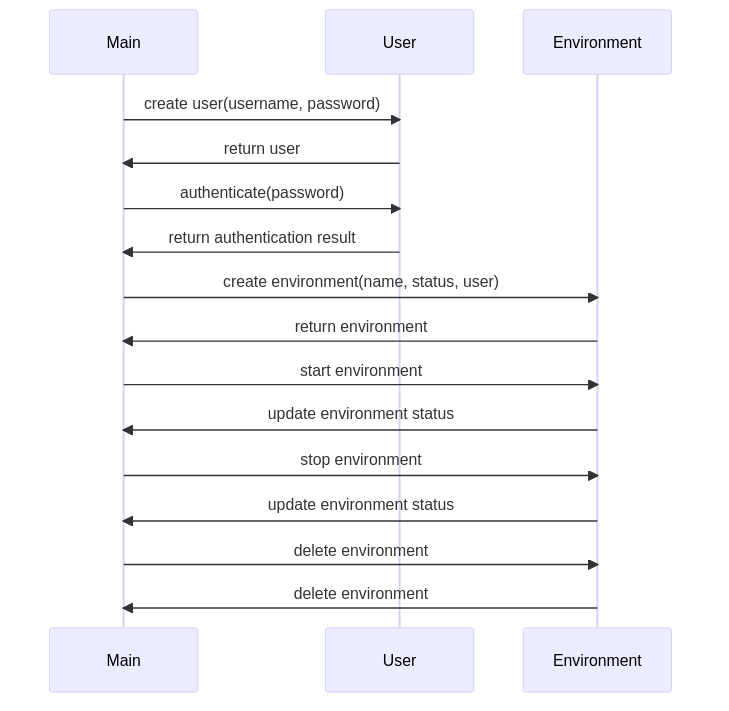 Main
User
Environment
create user(username, password)
return user
authenticate(password)
return authentication result
create environment(name, status, user)
return environment
start environment
update environment status
stop environment
update environment status
delete environment
delete environment
Main
User
Environment